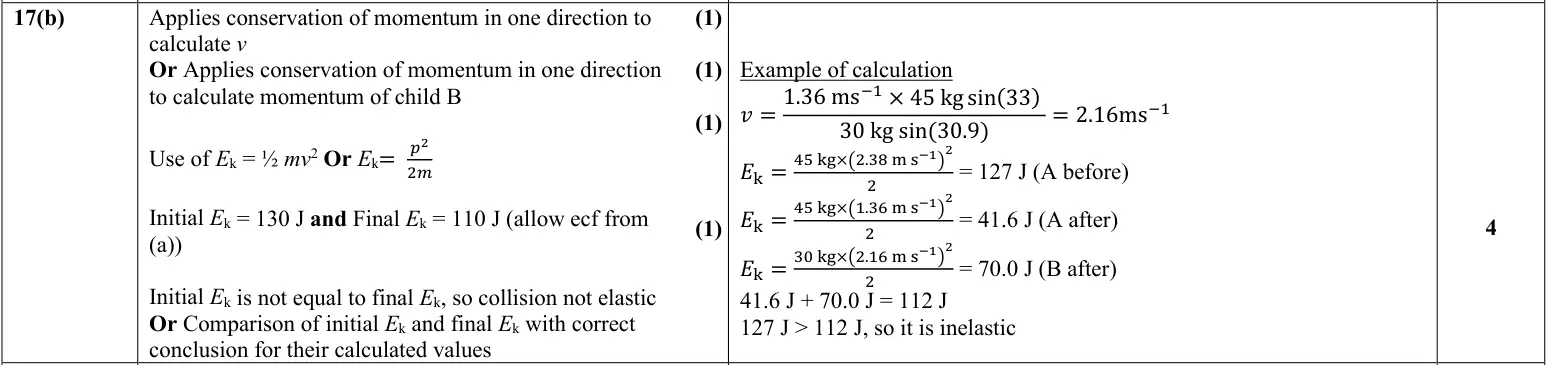 17(b)
Applies conservation of momentum in one direction to (1)
calculate v
Or Applies conservation of momentum in one direction (1)
to calculate momentum of child B
(1)
Use of Eₖ = ½ mv² Or Eₖ= p²/2m
Initial Eₖ = 130 J and Final Eₖ = 110 J (allow ecf from
(a)) (1)
Initial Eₖ is not equal to final Eₖ, so collision not elastic
Or Comparison of initial Eₖ and final Eₖ with correct
conclusion for their calculated values
Example of calculation
v = 1.36 ms⁻¹ × 45 kg sin(33) / 30 kg sin(30.9) = 2.16ms⁻¹
Eₖ = 45 kg×(2.38 m s⁻¹)² / 2 = 127 J (A before)
Eₖ = 45 kg×(1.36 m s⁻¹)² / 2 = 41.6 J (A after)
Eₖ = 30 kg×(2.16 m s⁻¹)² / 2 = 70.0 J (B after)
41.6 J + 70.0 J = 112 J
127 J > 112 J, so it is inelastic
4